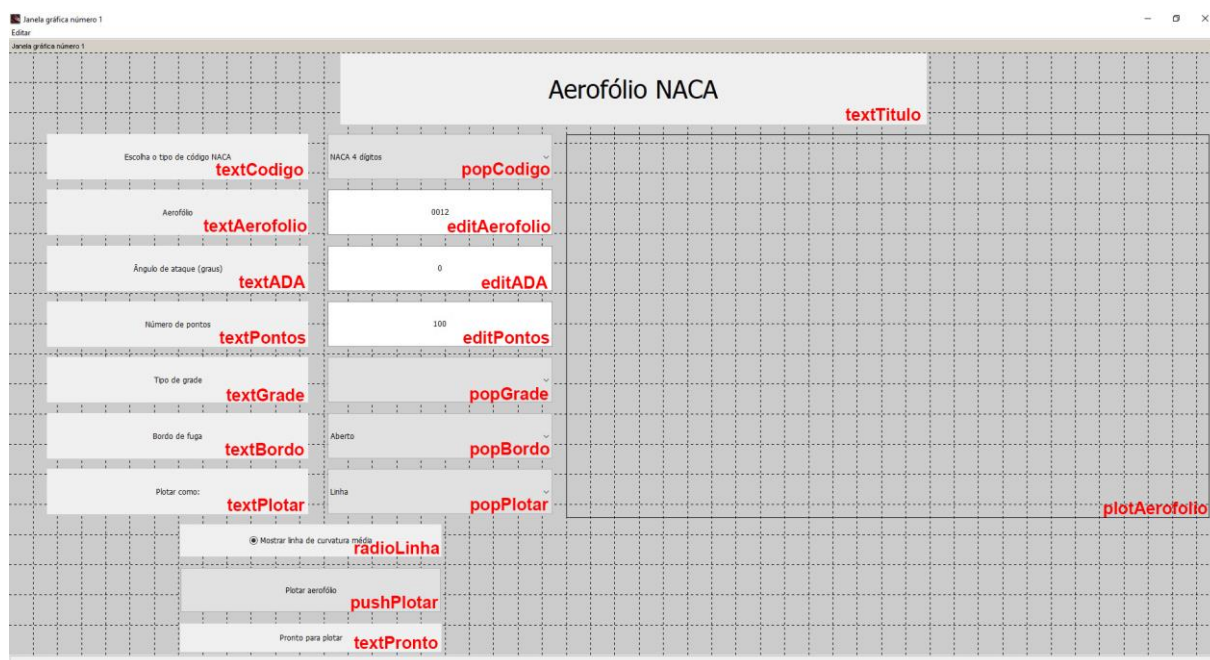 Janela gráfica número 1
Editar
Janela gráfica número 1
Aerofólio NACA
textTitulo
Escolha o tipo de código NACA
textCodigo
NACA 4 dígitos
popCodigo
Aerofólio
textAerofolio
0012
editAerofolio
Ângulo de ataque (graus)
textADA
0
editADA
Número de pontos
textPontos
100
editPontos
Tipo de grade
textGrade
popGrade
Bordo de fuga
textBordo
Aberto
popBordo
Plotar como:
textPlotar
Linha
popPlotar
plotAerofolio
Mostrar linha de curvatura média
radioLinha
Plotar aerofólio
pushPlotar
Pronto para plotar
textPronto